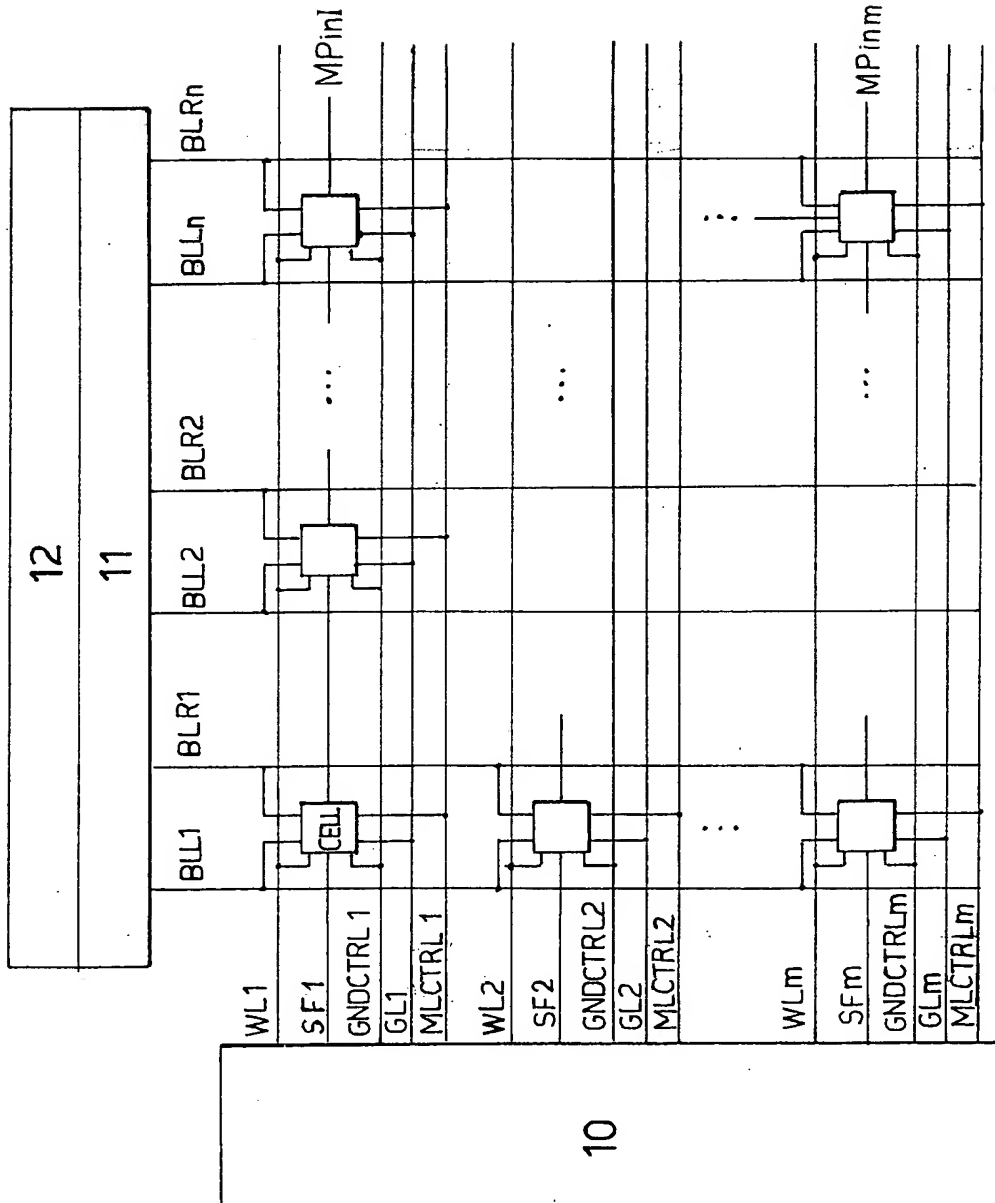 12
11
BLL1
BLR1
BLL2
BLR2
BLLn
BLRn
WL1
SF1
CELL
MPin1
GNDCTRL1
GL1
MLCTRL1
WL2
SF2
GNDCTRL2
GL2
MLCTRL2
WLm
SFm
MPinm
GNDCTRLm
GLm
MLCTRLm
10